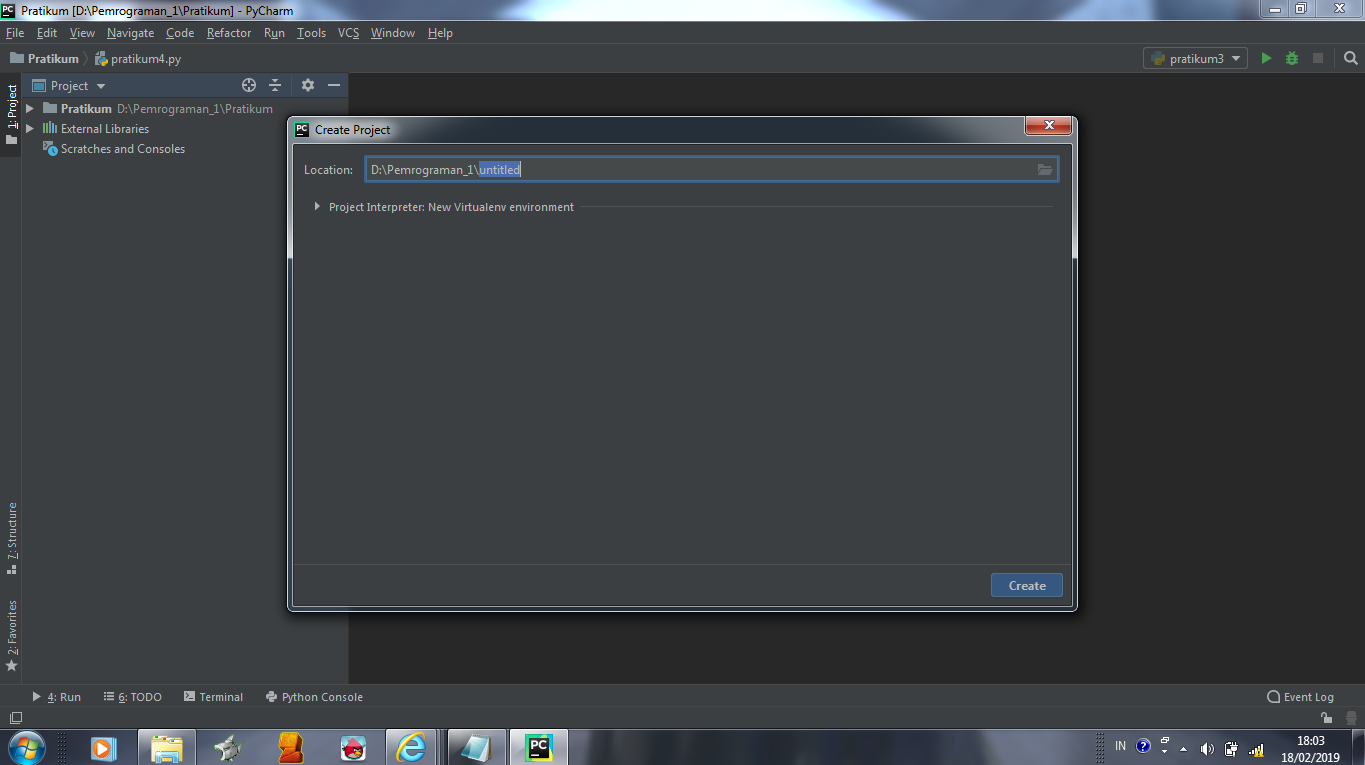 PC Pratikum [D:\Pemrograman_1\Pratikum] - PyCharm
File Edit View Navigate Code Refactor Run Tools VCS Window Help
Pratikum pratikum4.py pratikum3
1: Project
Project
Pratikum D:\Pemrograman_1\Pratikum
External Libraries
Scratches and Consoles
PC Create Project
Location: D:\Pemrograman_1\untitled
Project Interpreter: New Virtualenv environment
Create
7: Structure
2: Favorites
4: Run 6: TODO Terminal Python Console Event Log
PC
IN
18:03
18/02/2019